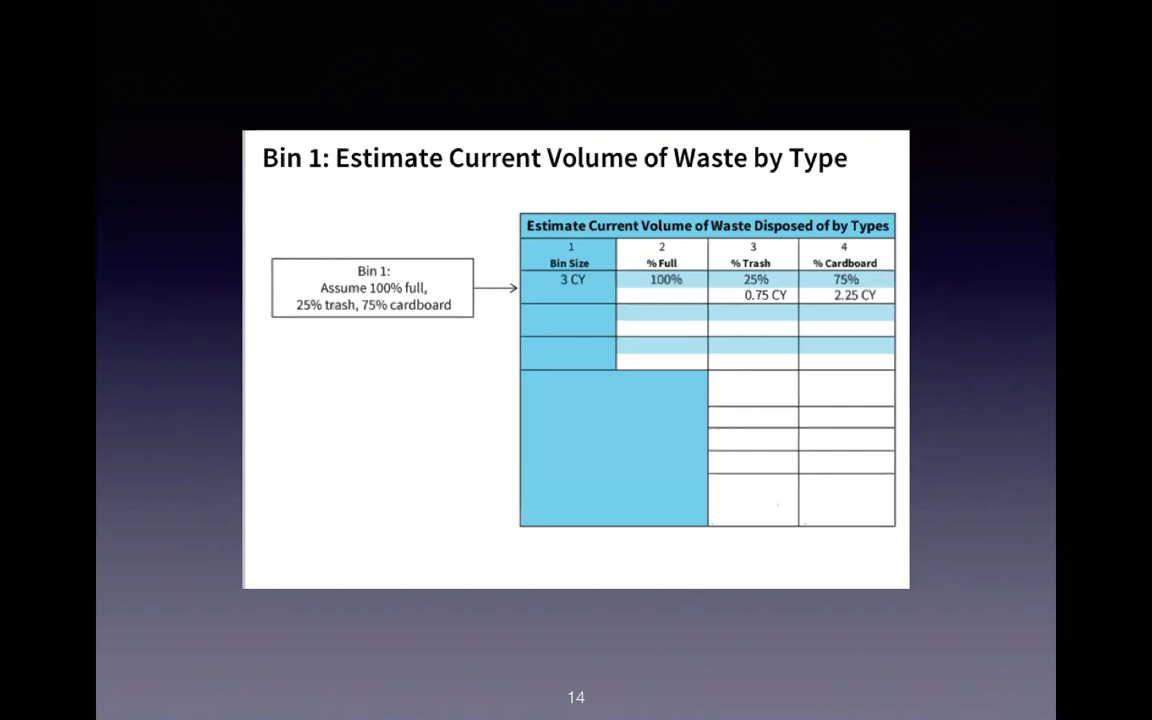 Bin 1: Estimate Current Volume of Waste by Type
Bin 1:
Assume 100% full,
25% trash, 75% cardboard
Estimate Current Volume of Waste Disposed of by Types
1 2 3 4
Bin Size % Full % Trash % Cardboard
3 CY 100% 25% 75%
0.75 CY 2.25 CY
14